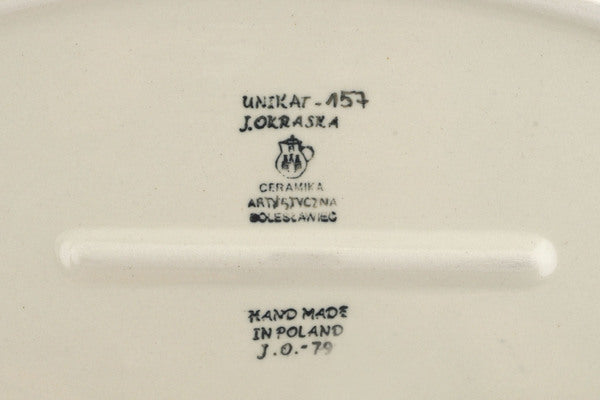 UNIKAT - 157
J. OKRASKA
CERAMIKA
ARTYSTYCZNA
BOLESŁAWIEC
HAND MADE
IN POLAND
J.O.-79